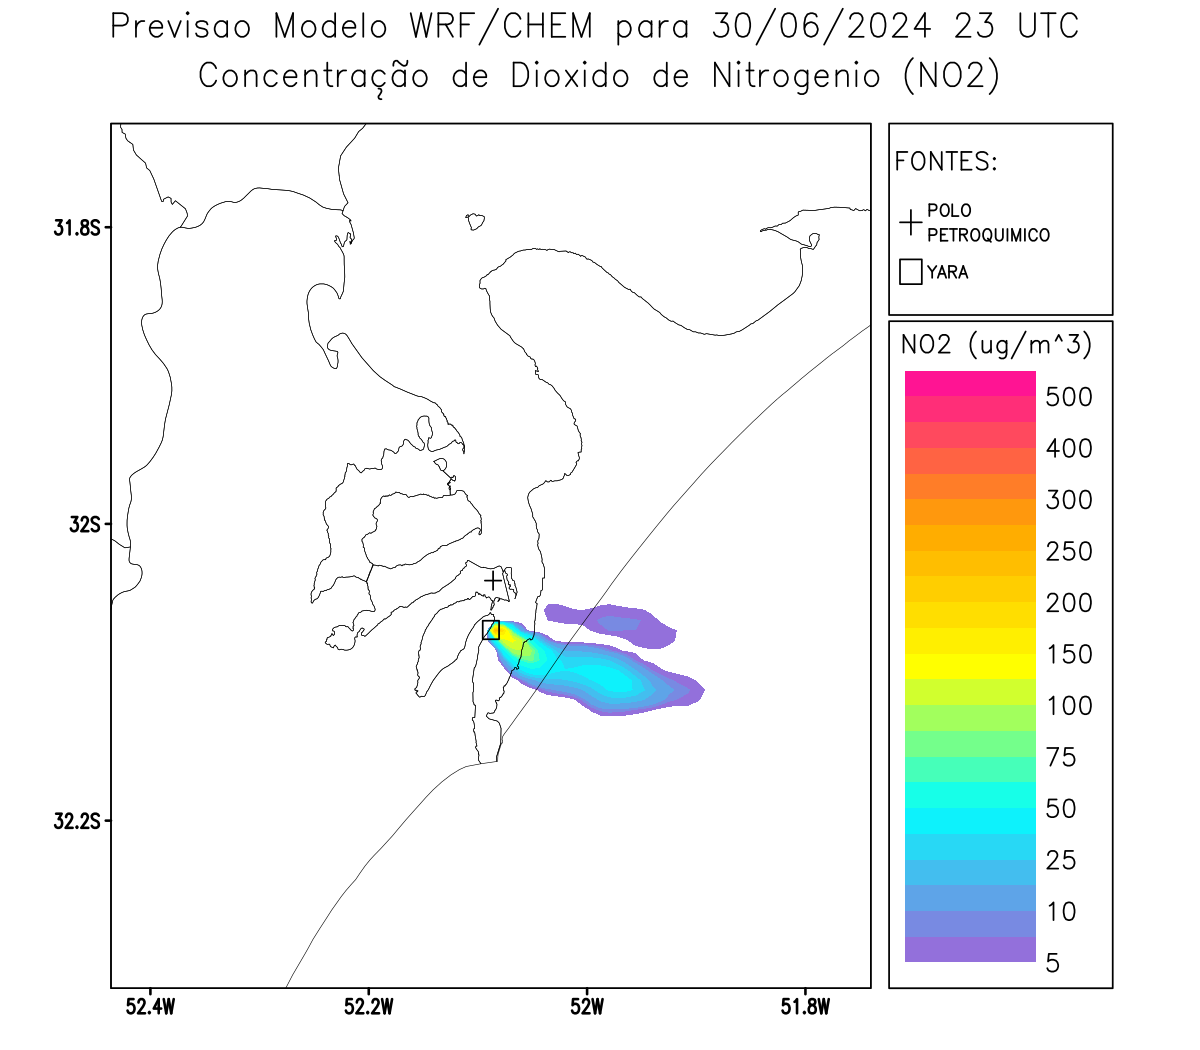 Previsao Modelo WRF/CHEM para 30/06/2024 23 UTC
Concentração de Dioxido de Nitrogenio (NO2)
FONTES:
POLO
PETROQUIMICO
YARA
31.8S
32S
32.2S
52.4W
52.2W
52W
51.8W
NO2 (ug/m^3)
500
400
300
250
200
150
100
75
50
25
10
5